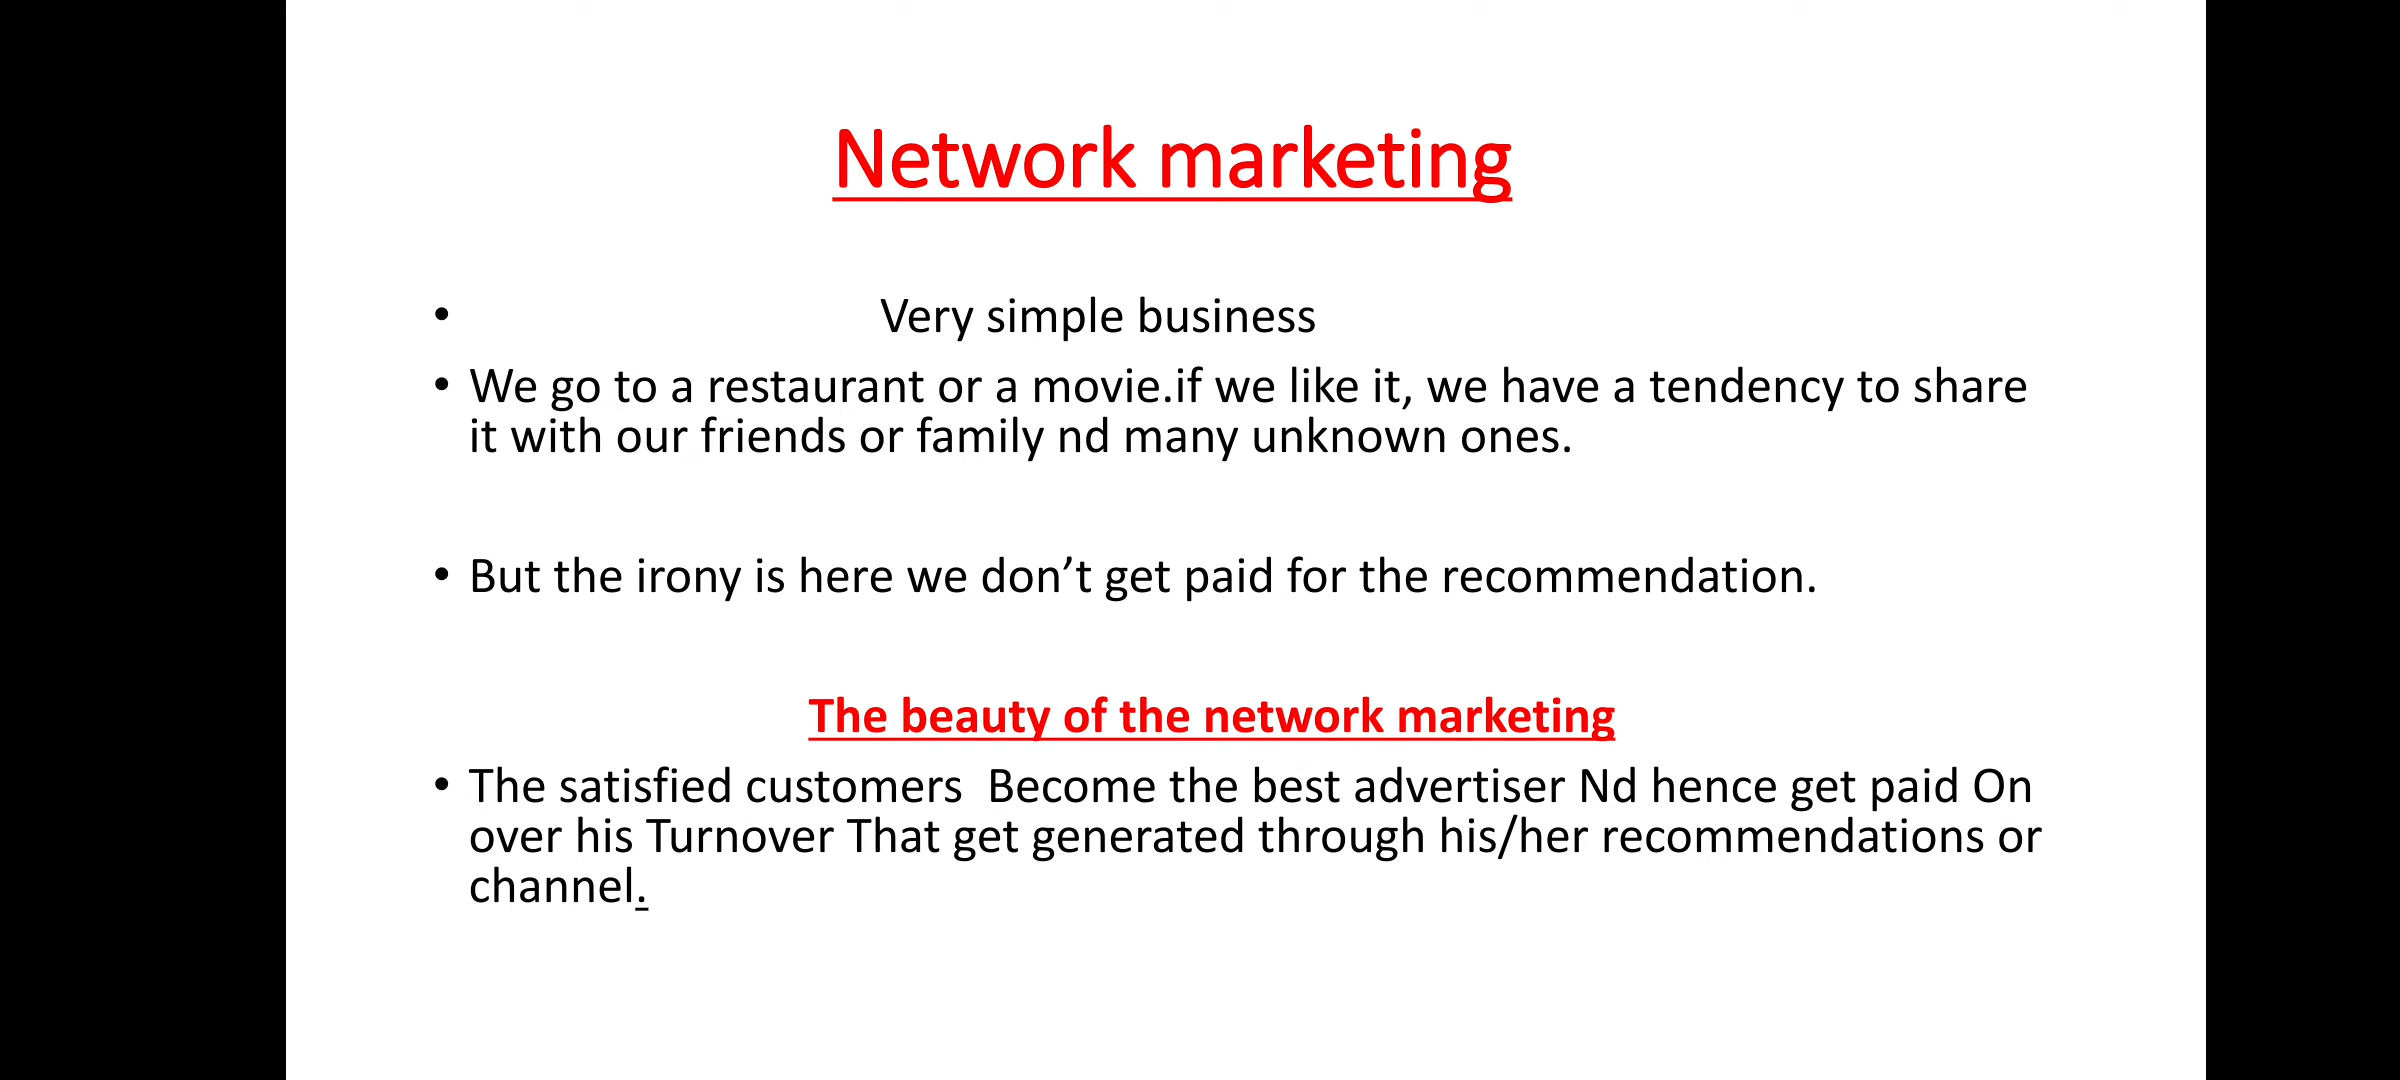 Network marketing
• Very simple business
• We go to a restaurant or a movie.if we like it, we have a tendency to share
it with our friends or family nd many unknown ones.
• But the irony is here we don’t get paid for the recommendation.
The beauty of the network marketing
• The satisfied customers  Become the best advertiser Nd hence get paid On
over his Turnover That get generated through his/her recommendations or
channel.